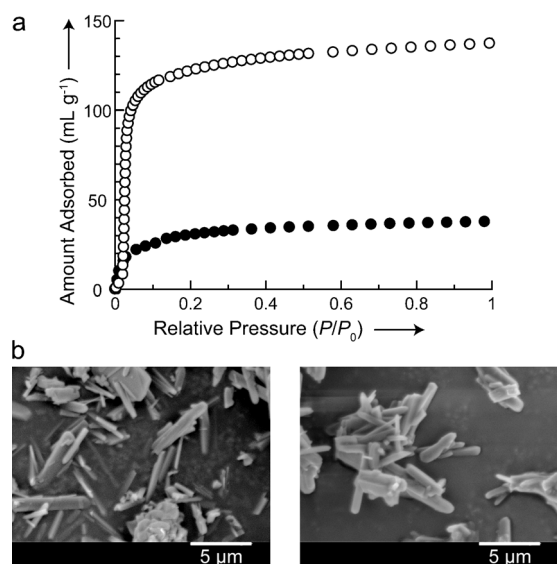 a
Amount Adsorbed (mL g⁻¹)
150
100
50
0
0
0.2
0.4
0.6
0.8
1
Relative Pressure (P/P₀)
b
5 µm
5 µm